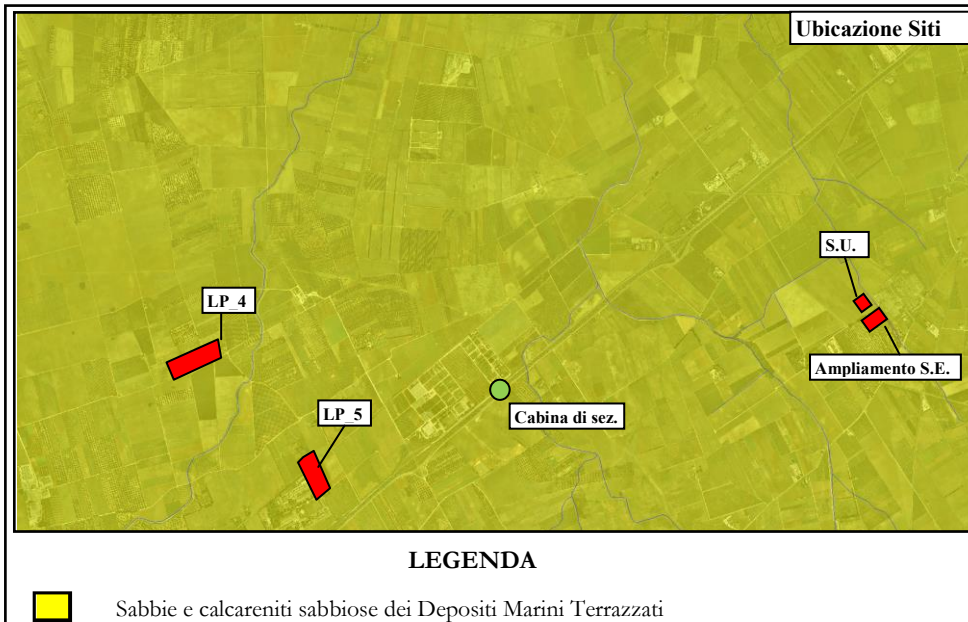 Ubicazione Siti
S.U.
LP_4
Ampliamento S.E.
LP_5
Cabina di sez.
LEGENDA
Sabbie e calcareniti sabbiose dei Depositi Marini Terrazzati